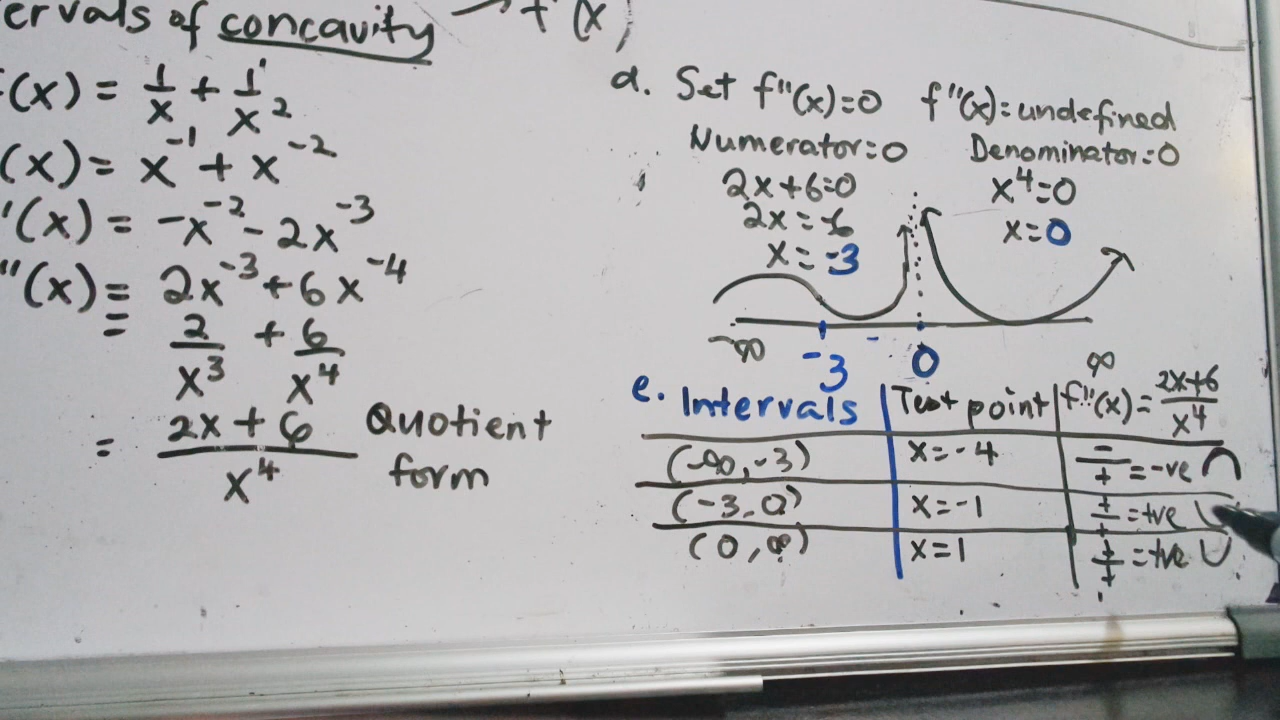 ervals of concavity → f"(x)
f(x) = 1/x + 1/x²
(x) = x⁻¹ + x⁻²
'(x) = -x⁻² - 2x⁻³
"(x) = 2x⁻³ + 6x⁻⁴
= 2/x³ + 6/x⁴
= (2x + 6)/x⁴ Quotient
form
d. Set f"(x)=0 f"(x)=undefined
Numerator=0 Denominator=0
2x+6=0 x⁴=0
2x=-6 x=0
x=-3
-∞ -3 - 0 ∞
e. Intervals Test point f"(x)=(2x+6)/x⁴
(-∞,-3) x=-4 -/+ =-ve ∩
(-3,0) x=-1 +/+ =+ve ∪
(0,∞) x=1 +/+ =+ve ∪